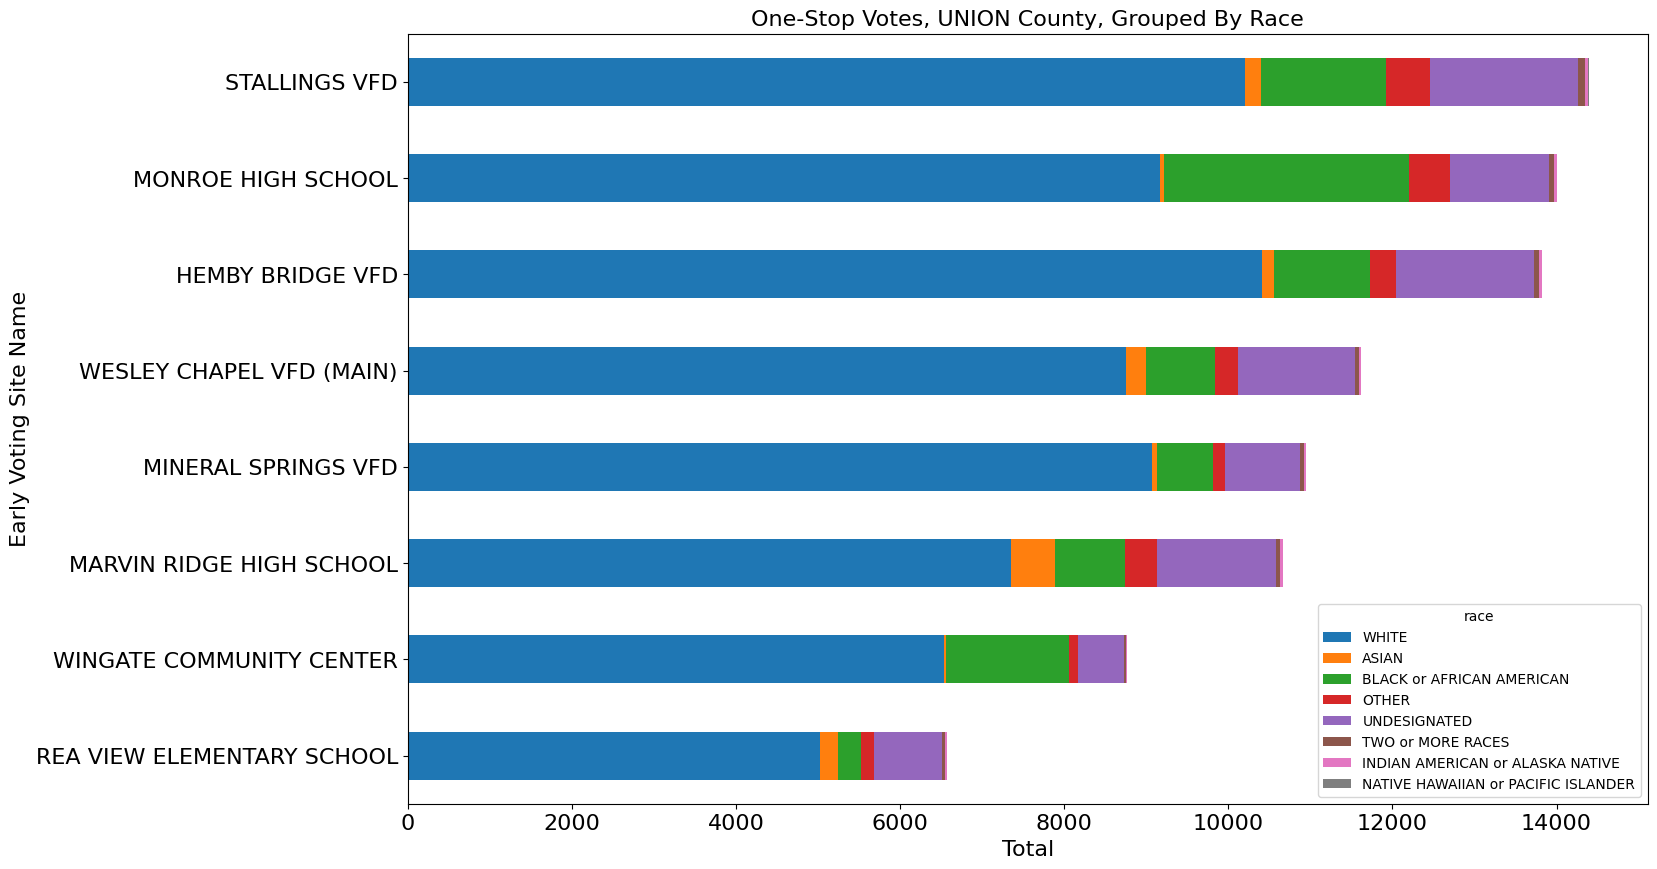 One-Stop Votes, UNION County, Grouped By Race
Early Voting Site Name
STALLINGS VFD
MONROE HIGH SCHOOL
HEMBY BRIDGE VFD
WESLEY CHAPEL VFD (MAIN)
MINERAL SPRINGS VFD
MARVIN RIDGE HIGH SCHOOL
WINGATE COMMUNITY CENTER
REA VIEW ELEMENTARY SCHOOL
race
WHITE
ASIAN
BLACK or AFRICAN AMERICAN
OTHER
UNDESIGNATED
TWO or MORE RACES
INDIAN AMERICAN or ALASKA NATIVE
NATIVE HAWAIIAN or PACIFIC ISLANDER
0 2000 4000 6000 8000 10000 12000 14000
Total